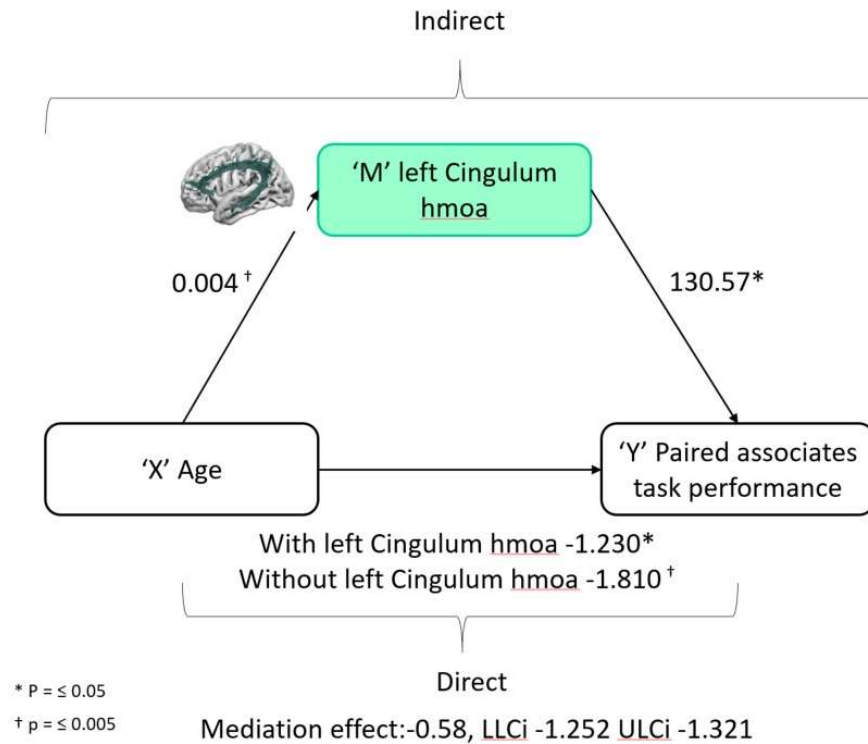 Indirect
‘M’ left Cingulum
hmoa
0.004 †
130.57*
‘X’ Age
‘Y’ Paired associates
task performance
With left Cingulum hmoa -1.230*
Without left Cingulum hmoa -1.810 †
Direct
* P = ≤ 0.05
† p = ≤ 0.005
Mediation effect:-0.58, LLCi -1.252 ULCi -1.321